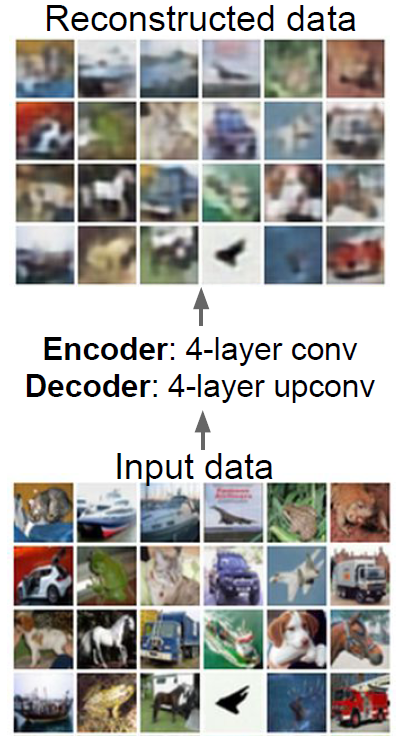 Reconstructed data
Encoder: 4-layer conv
Decoder: 4-layer upconv
Input data